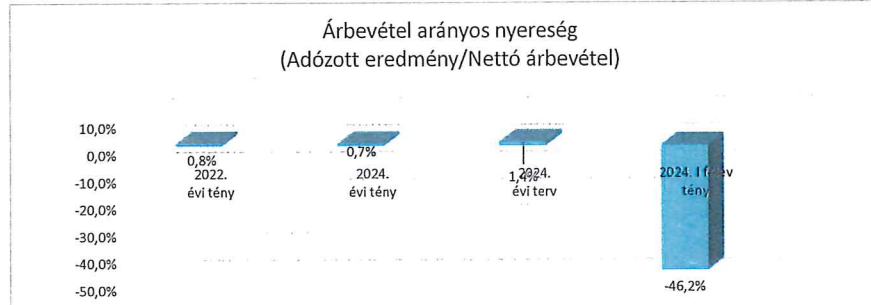 Árbevétel arányos nyereség
(Adózott eredmény/Nettó árbevétel)
10,0%
0,0%
-10,0%
-20,0%
-30,0%
-40,0%
-50,0%
0,8%
2022.
évi tény
0,7%
2024.
évi tény
1,4%
2024.
évi terv
2024. I félév
tény
-46,2%